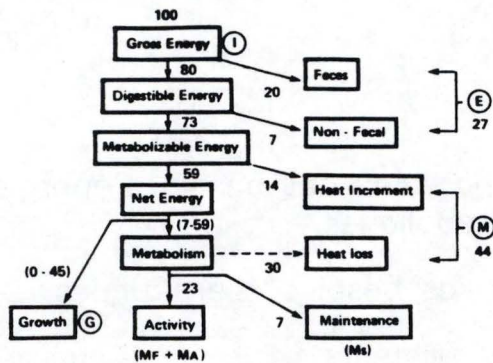 100
Gross Energy I
80
20
Feces
Digestible Energy
E
27
73
7
Non - Fecal
Metabolizable Energy
59
14
Heat Increment
Net Energy
(7-59)
M
44
Metabolism
30
Heat loss
(0 - 45)
23
7
Growth G
Activity
Maintenance
(MF + MA)
(Ms)